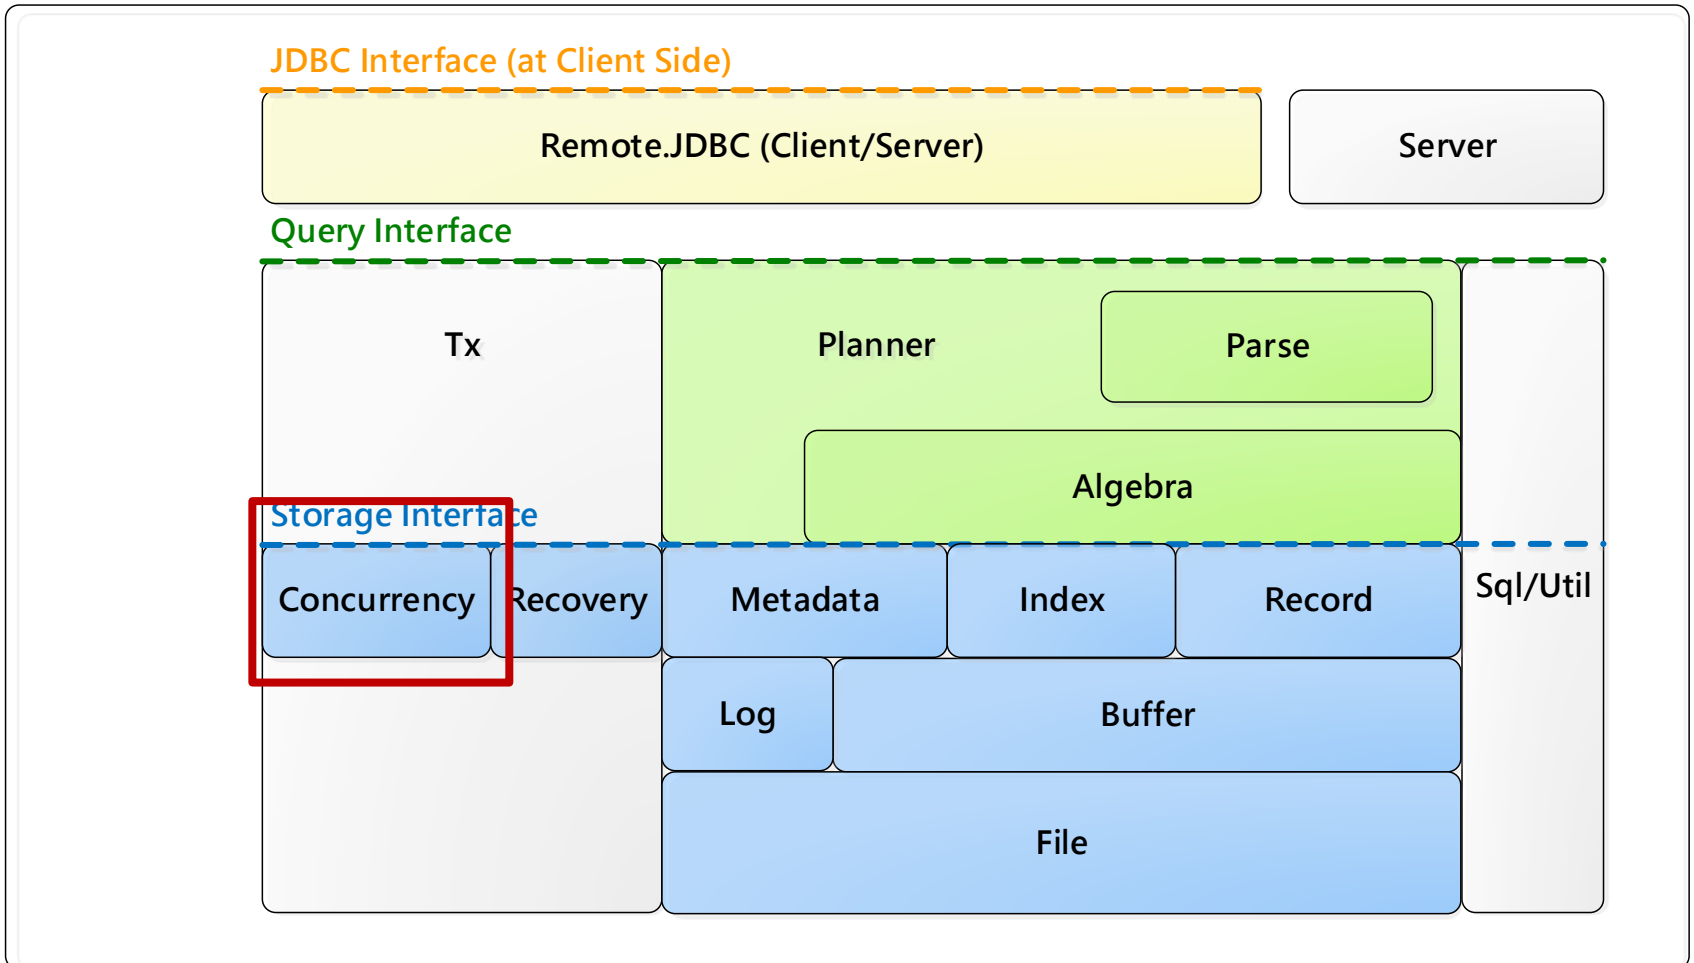 JDBC Interface (at Client Side)
Remote.JDBC (Client/Server)
Server
Query Interface
Tx
Planner
Parse
Algebra
Storage Interface
Concurrency
Recovery
Metadata
Index
Record
Sql/Util
Log
Buffer
File